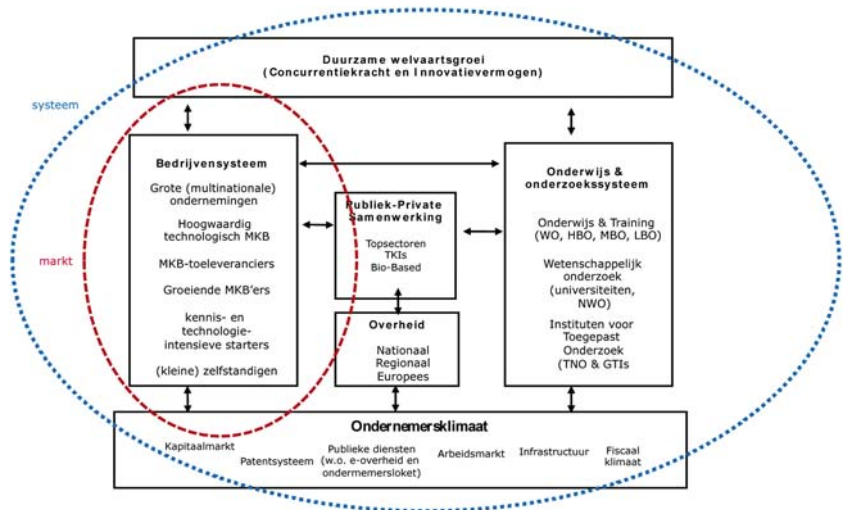 Duurzame welvaartsgroei
(Concurrentiekracht en Innovatievermogen)
systeem
markt
Bedrijvensysteem
Grote (multinationale)
ondernemingen
Hoogwaardig
technologisch MKB
MKB-toeleveranciers
Groeiende MKB'ers
kennis- en
technologie-
intensieve starters
(kleine) zelfstandigen
Publiek-Private
Samenwerking
Topsectoren
TKIs
Bio-Based
Overheid
Nationaal
Regionaal
Europees
Onderwijs &
onderzoekssysteem
Onderwijs & Training
(WO, HBO, MBO, LBO)
Wetenschappelijk
onderzoek
(universiteiten,
NWO)
Instituten voor
Toegepast
Onderzoek
(TNO & GTIs
Ondernemersklimaat
Kapitaalmarkt
Patentsysteem
Publieke diensten
(w.o. e-overheid en
ondermemersloket)
Arbeidsmarkt
Infrastructuur
Fiscaal
klimaat